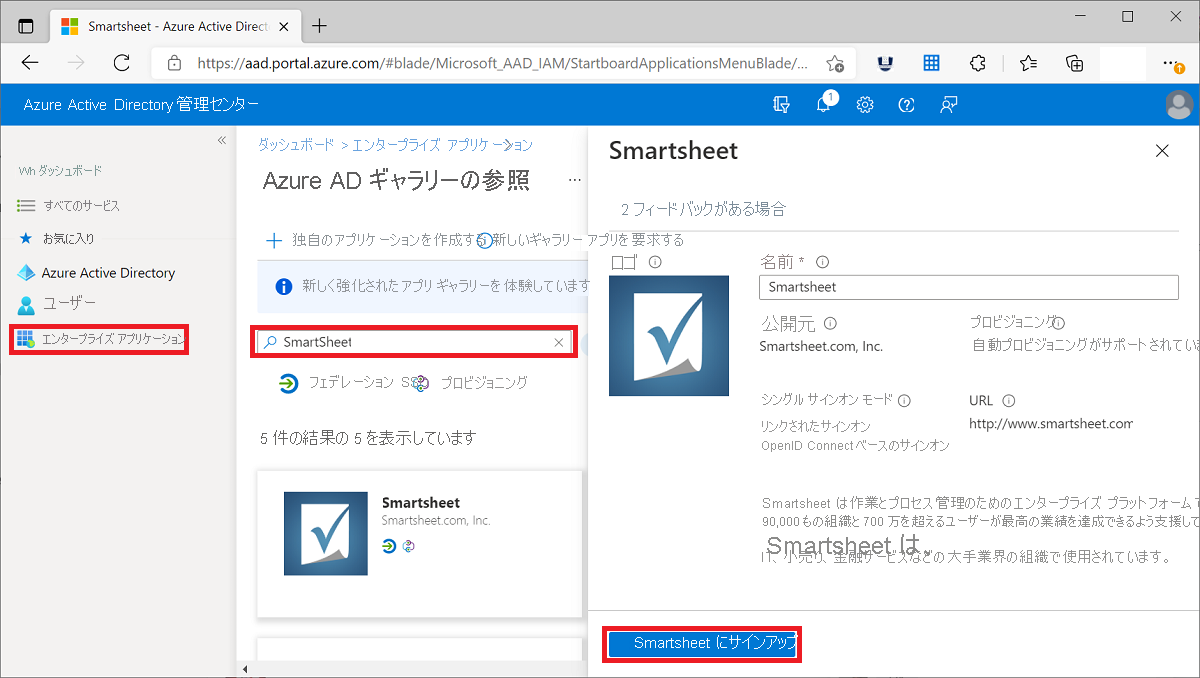 Smartsheet - Azure Active Direct
https://aad.portal.azure.com/#blade/Microsoft_AAD_IAM/StartboardApplicationsMenuBlade/...
Azure Active Directory 管理センター
1
Wh ダッシュボード
すべてのサービス
お気に入り
Azure Active Directory
ユーザー
エンタープライズ アプリケーション
ダッシュボード > エンタープライズ アプリケーション
Azure AD ギャラリーの参照
...
独自のアプリケーションを作成する
新しいギャラリー アプリを要求する
新しく強化されたアプリ ギャラリーを体験しています
SmartSheet
フェデレーション
プロビジョニング
5 件の結果の 5 を表示しています
Smartsheet
Smartsheet.com, Inc.
Smartsheet
2 フィードバックがある場合
ロゴ
名前 *
Smartsheet
公開元
プロビジョニング
Smartsheet.com, Inc.
自動プロビジョニングがサポートされてい
シングル サインオン モード
URL
リンクされたサインオン
http://www.smartsheet.com
OpenID Connectベースのサインオン
Smartsheet は作業とプロセス管理のためのエンタープライズ プラットフォームで
90,000もの組織と700 万を超えるユーザーが最高の業績を達成できるよう支援して
Smartsheet は、
IT、小売り、金融サービスなどの大手業界の組織で使用されています。
Smartsheet にサインアップ